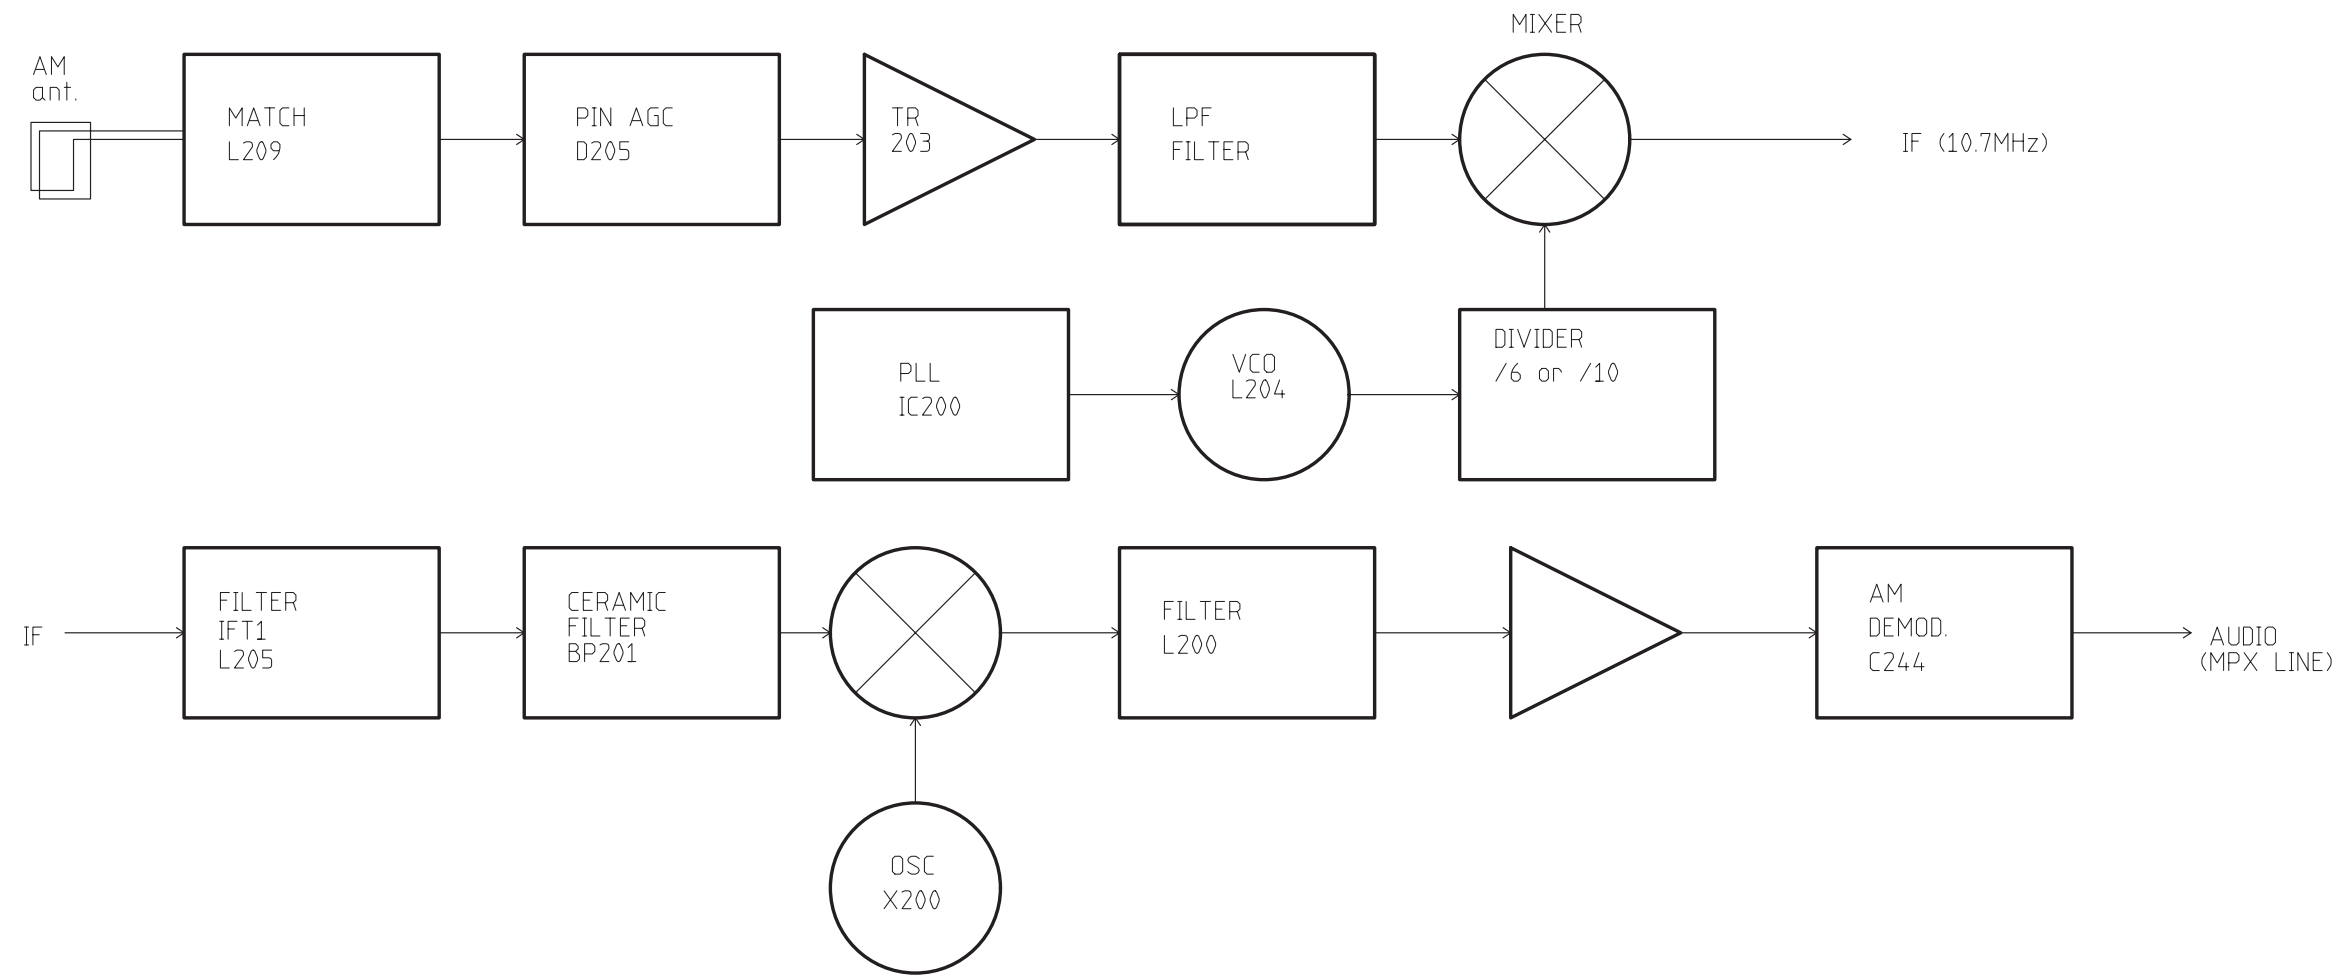 MIXER
AM
ant.
MATCH
L209
PIN AGC
D205
TR
203
LPF
FILTER
IF (10.7MHz)
PLL
IC200
VCO
L204
DIVIDER
/6 or /10
IF
FILTER
IFT1
L205
CERAMIC
FILTER
BP201
FILTER
L200
AM
DEMOD.
C244
AUDIO
(MPX LINE)
OSC
X200